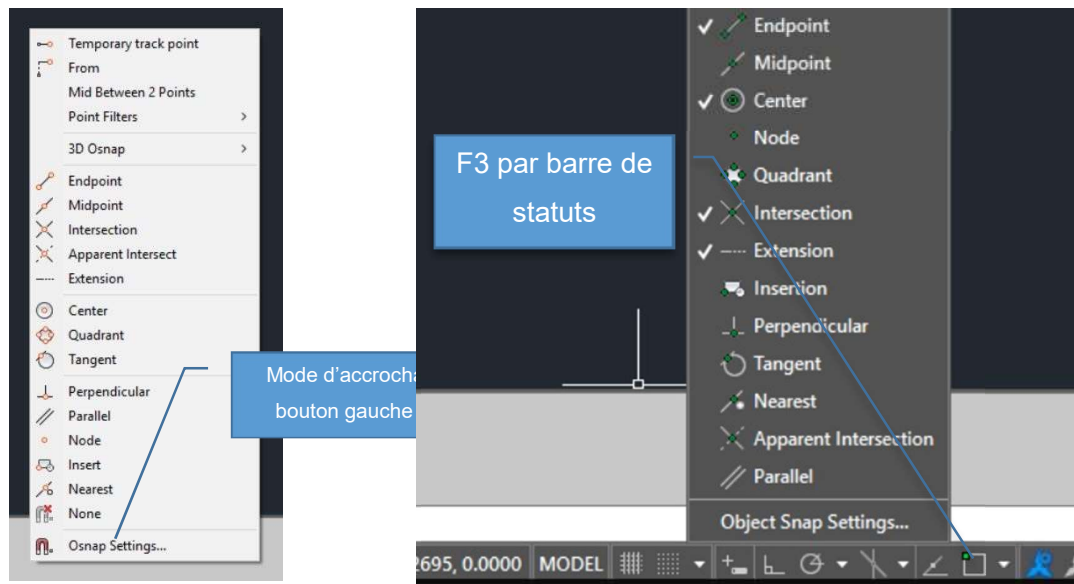 Temporary track point
From
Mid Between 2 Points
Point Filters
3D Osnap
Endpoint
Midpoint
Intersection
Apparent Intersect
Extension
Center
Quadrant
Tangent
Perpendicular
Parallel
Node
Insert
Nearest
None
Osnap Settings...
Mode d'accrocha
bouton gauche
F3 par barre de
statuts
Endpoint
Midpoint
Center
Node
Quadrant
Intersection
Extension
Insertion
Perpendicular
Tangent
Nearest
Apparent Intersection
Parallel
Object Snap Settings...
2695, 0.0000 MODEL